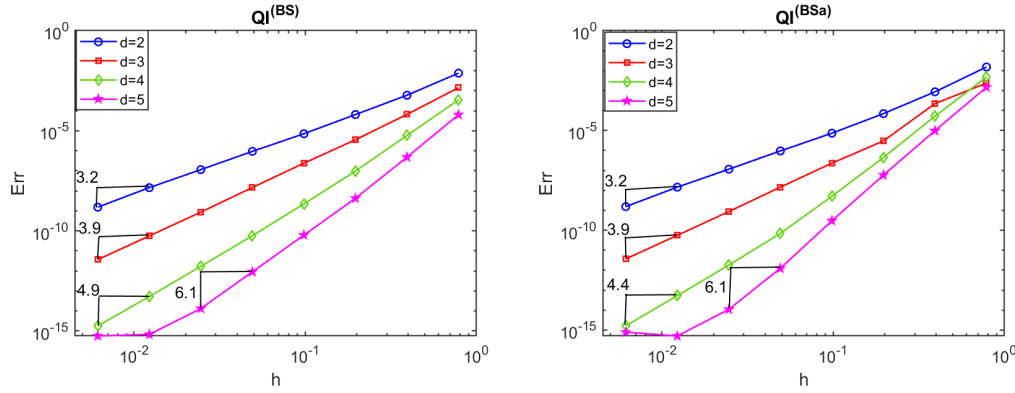 QI(BS)
10^0
10^-5
10^-10
10^-15
Err
d=2
d=3
d=4
d=5
3.2
3.9
4.9
6.1
10^-2
10^-1
10^0
h
QI(BSa)
10^0
10^-5
10^-10
10^-15
Err
d=2
d=3
d=4
d=5
3.2
3.9
4.4
6.1
10^-2
10^-1
10^0
h